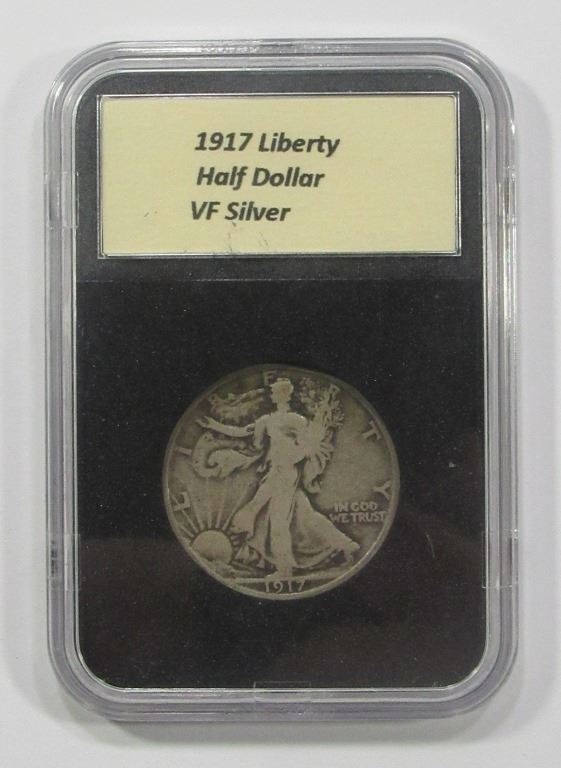 1917 Liberty
Half Dollar
VF Silver
LIBERTY
IN GOD
WE TRUST
1917